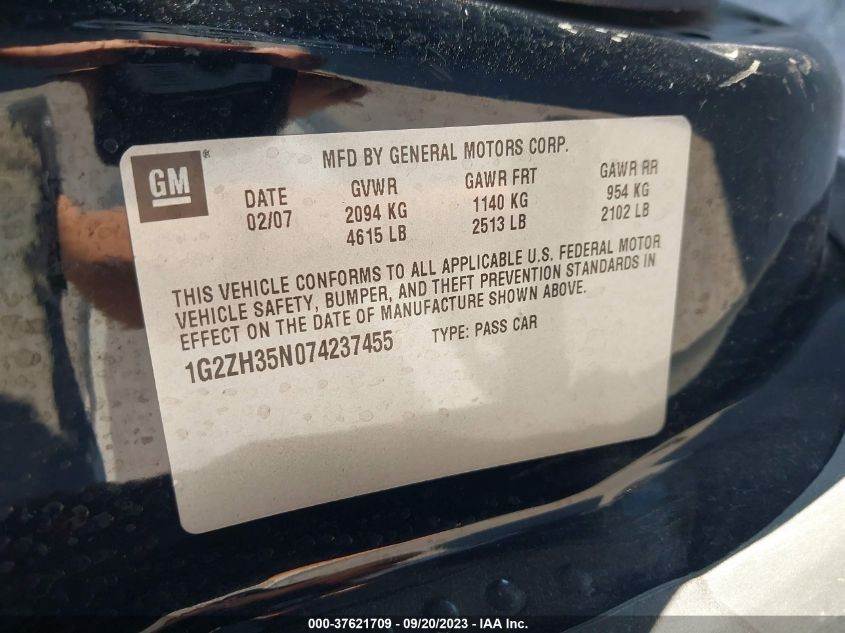 GM ®
MFD BY GENERAL MOTORS CORP.
DATE GVWR GAWR FRT GAWR RR
02/07 2094 KG 1140 KG 954 KG
4615 LB 2513 LB 2102 LB
THIS VEHICLE CONFORMS TO ALL APPLICABLE U.S. FEDERAL MOTOR
VEHICLE SAFETY, BUMPER, AND THEFT PREVENTION STANDARDS IN
EFFECT ON THE DATE OF MANUFACTURE SHOWN ABOVE.
1G2ZH35N074237455 TYPE: PASS CAR
000-37621709 - 09/20/2023 - IAA Inc.